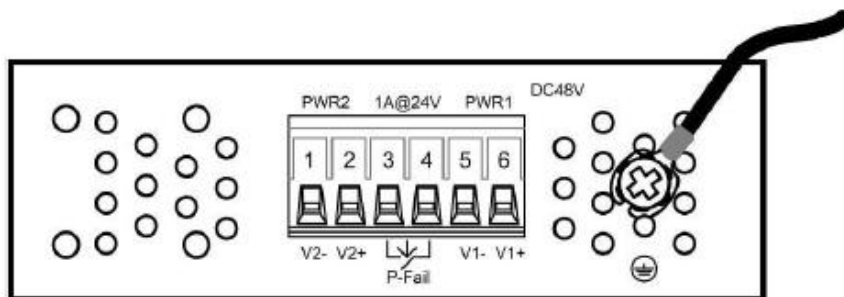 PWR2 1A@24V PWR1 DC48V
1 2 3 4 5 6
V2- V2+ V1- V1+
P-Fail